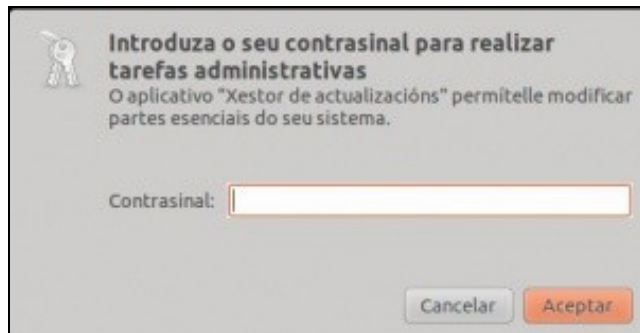 Introduza o seu contrasinal para realizar
tarefas administrativas
O aplicativo "Xestor de actualizacións" permítelle modificar
partes esenciais do seu sistema.
Contrasinal:
Cancelar
Aceptar